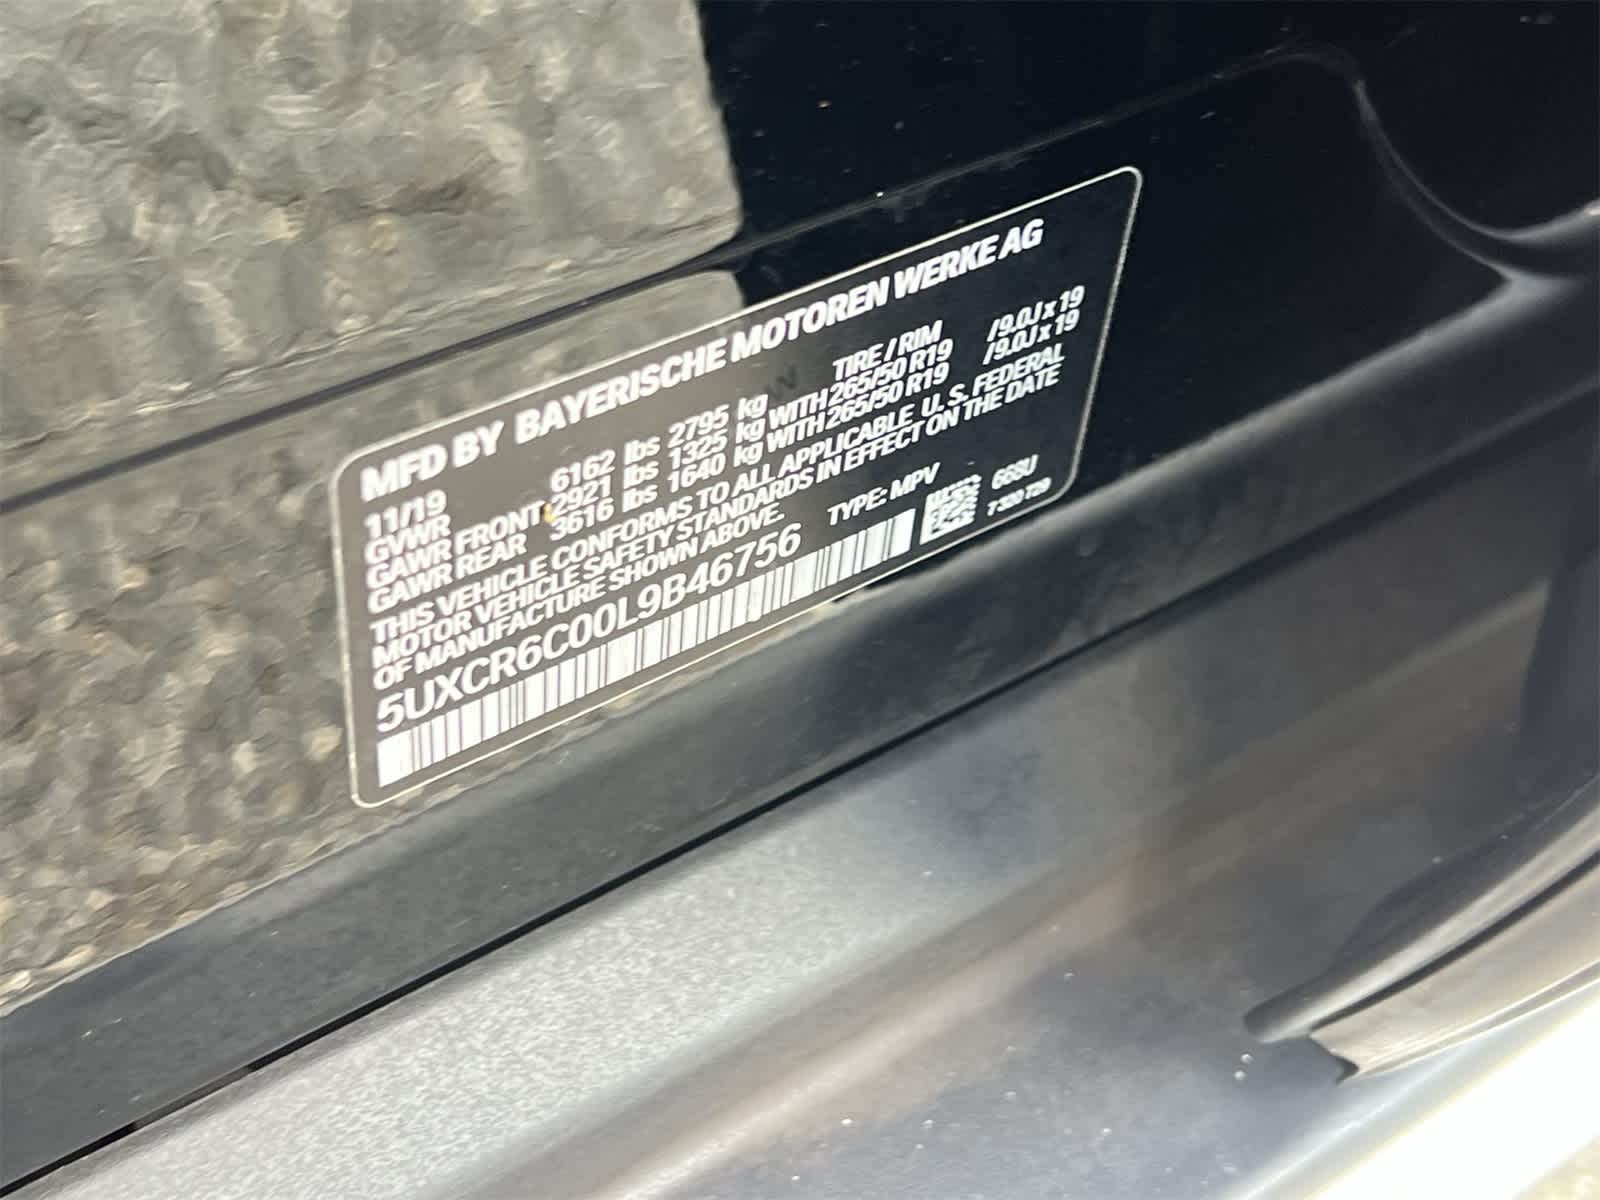 MFD BY BAYERISCHE MOTOREN WERKE AG
11/19 TIRE / RIM
GVWR 6162 lbs 2795 kg
GAWR FRONT: 2921 lbs 1325 kg WITH 265/50 R19 /9.0J x 19
GAWR REAR 3616 lbs 1640 kg WITH 265/50 R19 /9.0J x 19
THIS VEHICLE CONFORMS TO ALL APPLICABLE U. S. FEDERAL
MOTOR VEHICLE SAFETY STANDARDS IN EFFECT ON THE DATE
OF MANUFACTURE SHOWN ABOVE.
5UXCR6C00L9B46756 TYPE: MPV
668U
7 300 729